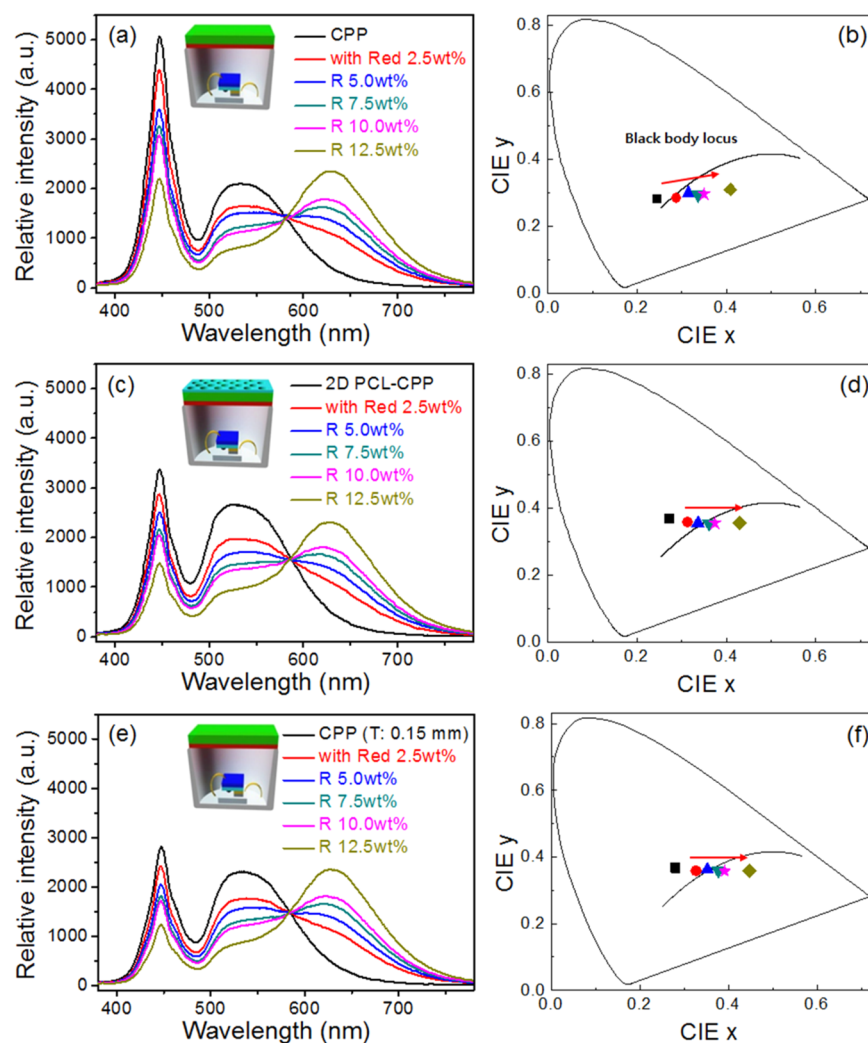 (a)
CPP
with Red 2.5wt%
R 5.0wt%
R 7.5wt%
R 10.0wt%
R 12.5wt%
5000
4000
3000
2000
1000
0
Relative intensity (a.u.)
400 500 600 700
Wavelength (nm)
(b)
Black body locus
0.8
0.6
0.4
0.2
0.0
CIE y
0.0 0.2 0.4 0.6
CIE x
(c)
2D PCL-CPP
with Red 2.5wt%
R 5.0wt%
R 7.5wt%
R 10.0wt%
R 12.5wt%
5000
4000
3000
2000
1000
0
Relative intensity (a.u.)
400 500 600 700
Wavelength (nm)
(d)
0.8
0.6
0.4
0.2
0.0
CIE y
0.0 0.2 0.4 0.6
CIE x
(e)
CPP (T: 0.15 mm)
with Red 2.5wt%
R 5.0wt%
R 7.5wt%
R 10.0wt%
R 12.5wt%
5000
4000
3000
2000
1000
0
Relative intensity (a.u.)
400 500 600 700
Wavelength (nm)
(f)
0.8
0.6
0.4
0.2
0.0
CIE y
0.0 0.2 0.4 0.6
CIE x